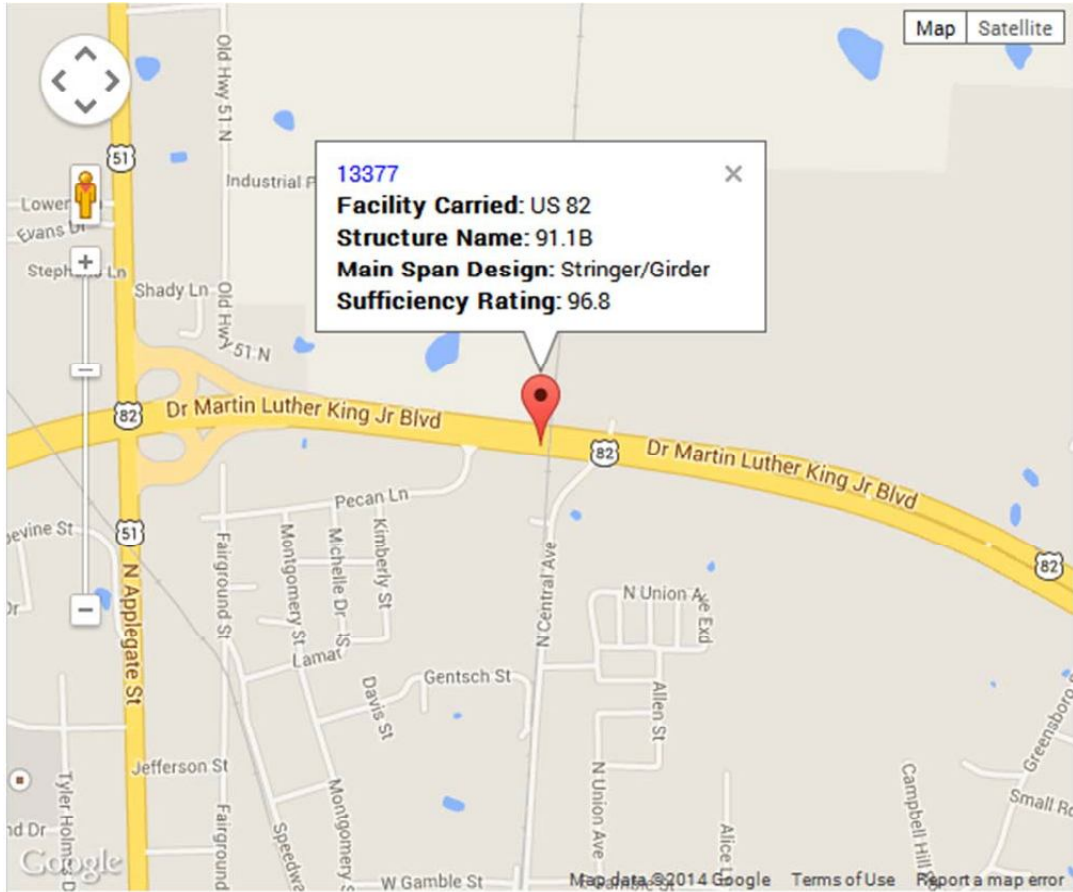 Map Satellite
Old Hwy 51 N
51
Industrial P
13377
Facility Carried: US 82
Structure Name: 91.1B
Main Span Design: Stringer/Girder
Sufficiency Rating: 96.8
Evans Dr
Shady Ln
Old Hwy 51 N
82
Dr Martin Luther King Jr Blvd
82
Dr Martin Luther King Jr Blvd
82
Pecan Ln
51
evine St
N Applegate St
Fairground St
Montgomery St
Michelle Dr
Kimberly St
Lamar St
N Central Ave
N Union Ave Exd
Gentsch St
Davis St
Allen St
Greensboro S
Jefferson St
Tyler Holmes D
Fairground
Speedwa
Montgomery S
N Union Ave
Alice L
Campbell Hill
Small Rd
nd Dr
Google
W Gamble St
Map data ©2014 Google Terms of Use Report a map error